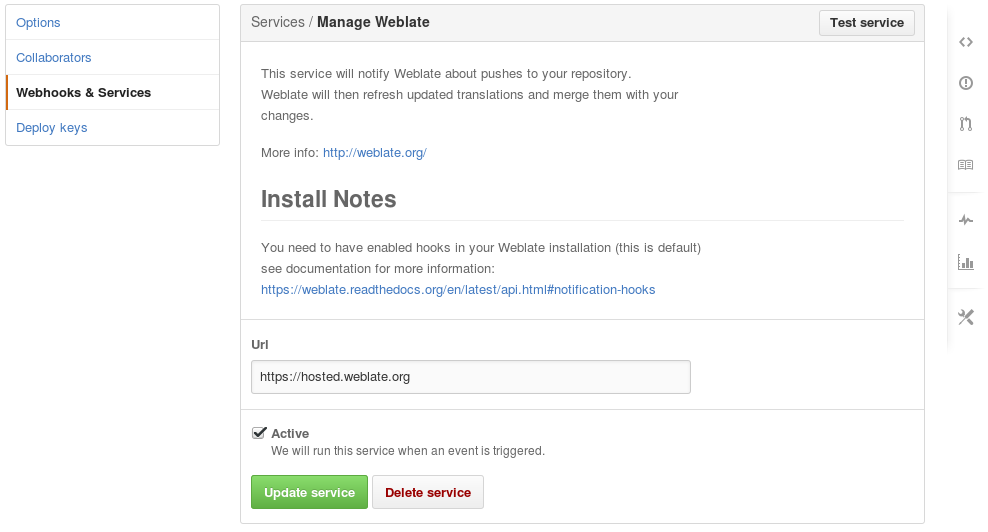 Options
Collaborators
Webhooks & Services
Deploy keys
Services / Manage Weblate
Test service
This service will notify Weblate about pushes to your repository.
Weblate will then refresh updated translations and merge them with your
changes.
More info: http://weblate.org/
Install Notes
You need to have enabled hooks in your Weblate installation (this is default)
see documentation for more information:
https://weblate.readthedocs.org/en/latest/api.html#notification-hooks
Url
https://hosted.weblate.org
Active
We will run this service when an event is triggered.
Update service
Delete service